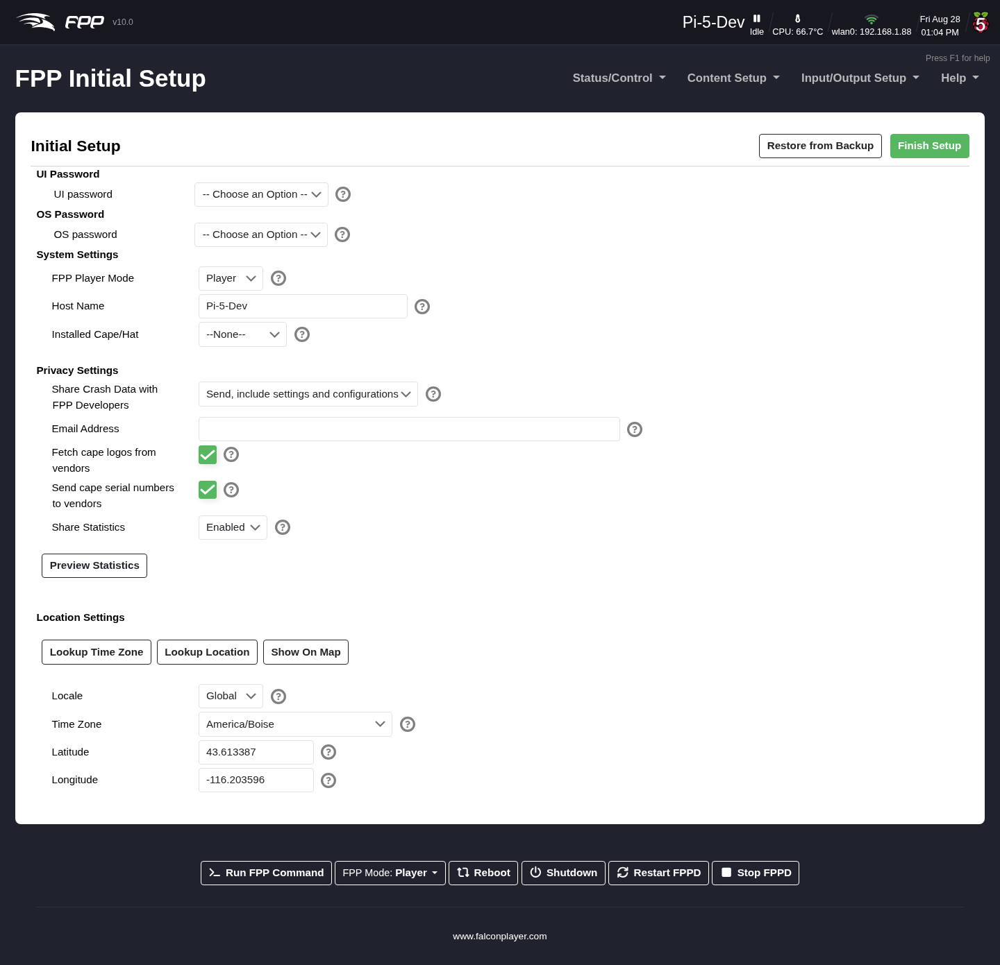 FPP v10.0
Pi-5-Dev
Idle
CPU: 66.7°C
wlan0: 192.168.1.88
Fri Aug 28
01:04 PM
5
Press F1 for help
FPP Initial Setup
Status/Control Content Setup Input/Output Setup Help
Initial Setup
Restore from Backup Finish Setup
UI Password
UI password -- Choose an Option --
OS Password
OS password -- Choose an Option --
System Settings
FPP Player Mode Player
Host Name Pi-5-Dev
Installed Cape/Hat --None--
Privacy Settings
Share Crash Data with
FPP Developers
Send, include settings and configurations
Email Address
Fetch cape logos from
vendors
Send cape serial numbers
to vendors
Share Statistics Enabled
Preview Statistics
Location Settings
Lookup Time Zone Lookup Location Show On Map
Locale Global
Time Zone America/Boise
Latitude 43.613387
Longitude -116.203596
Run FPP Command FPP Mode: Player Reboot Shutdown Restart FPPD Stop FPPD
www.falconplayer.com